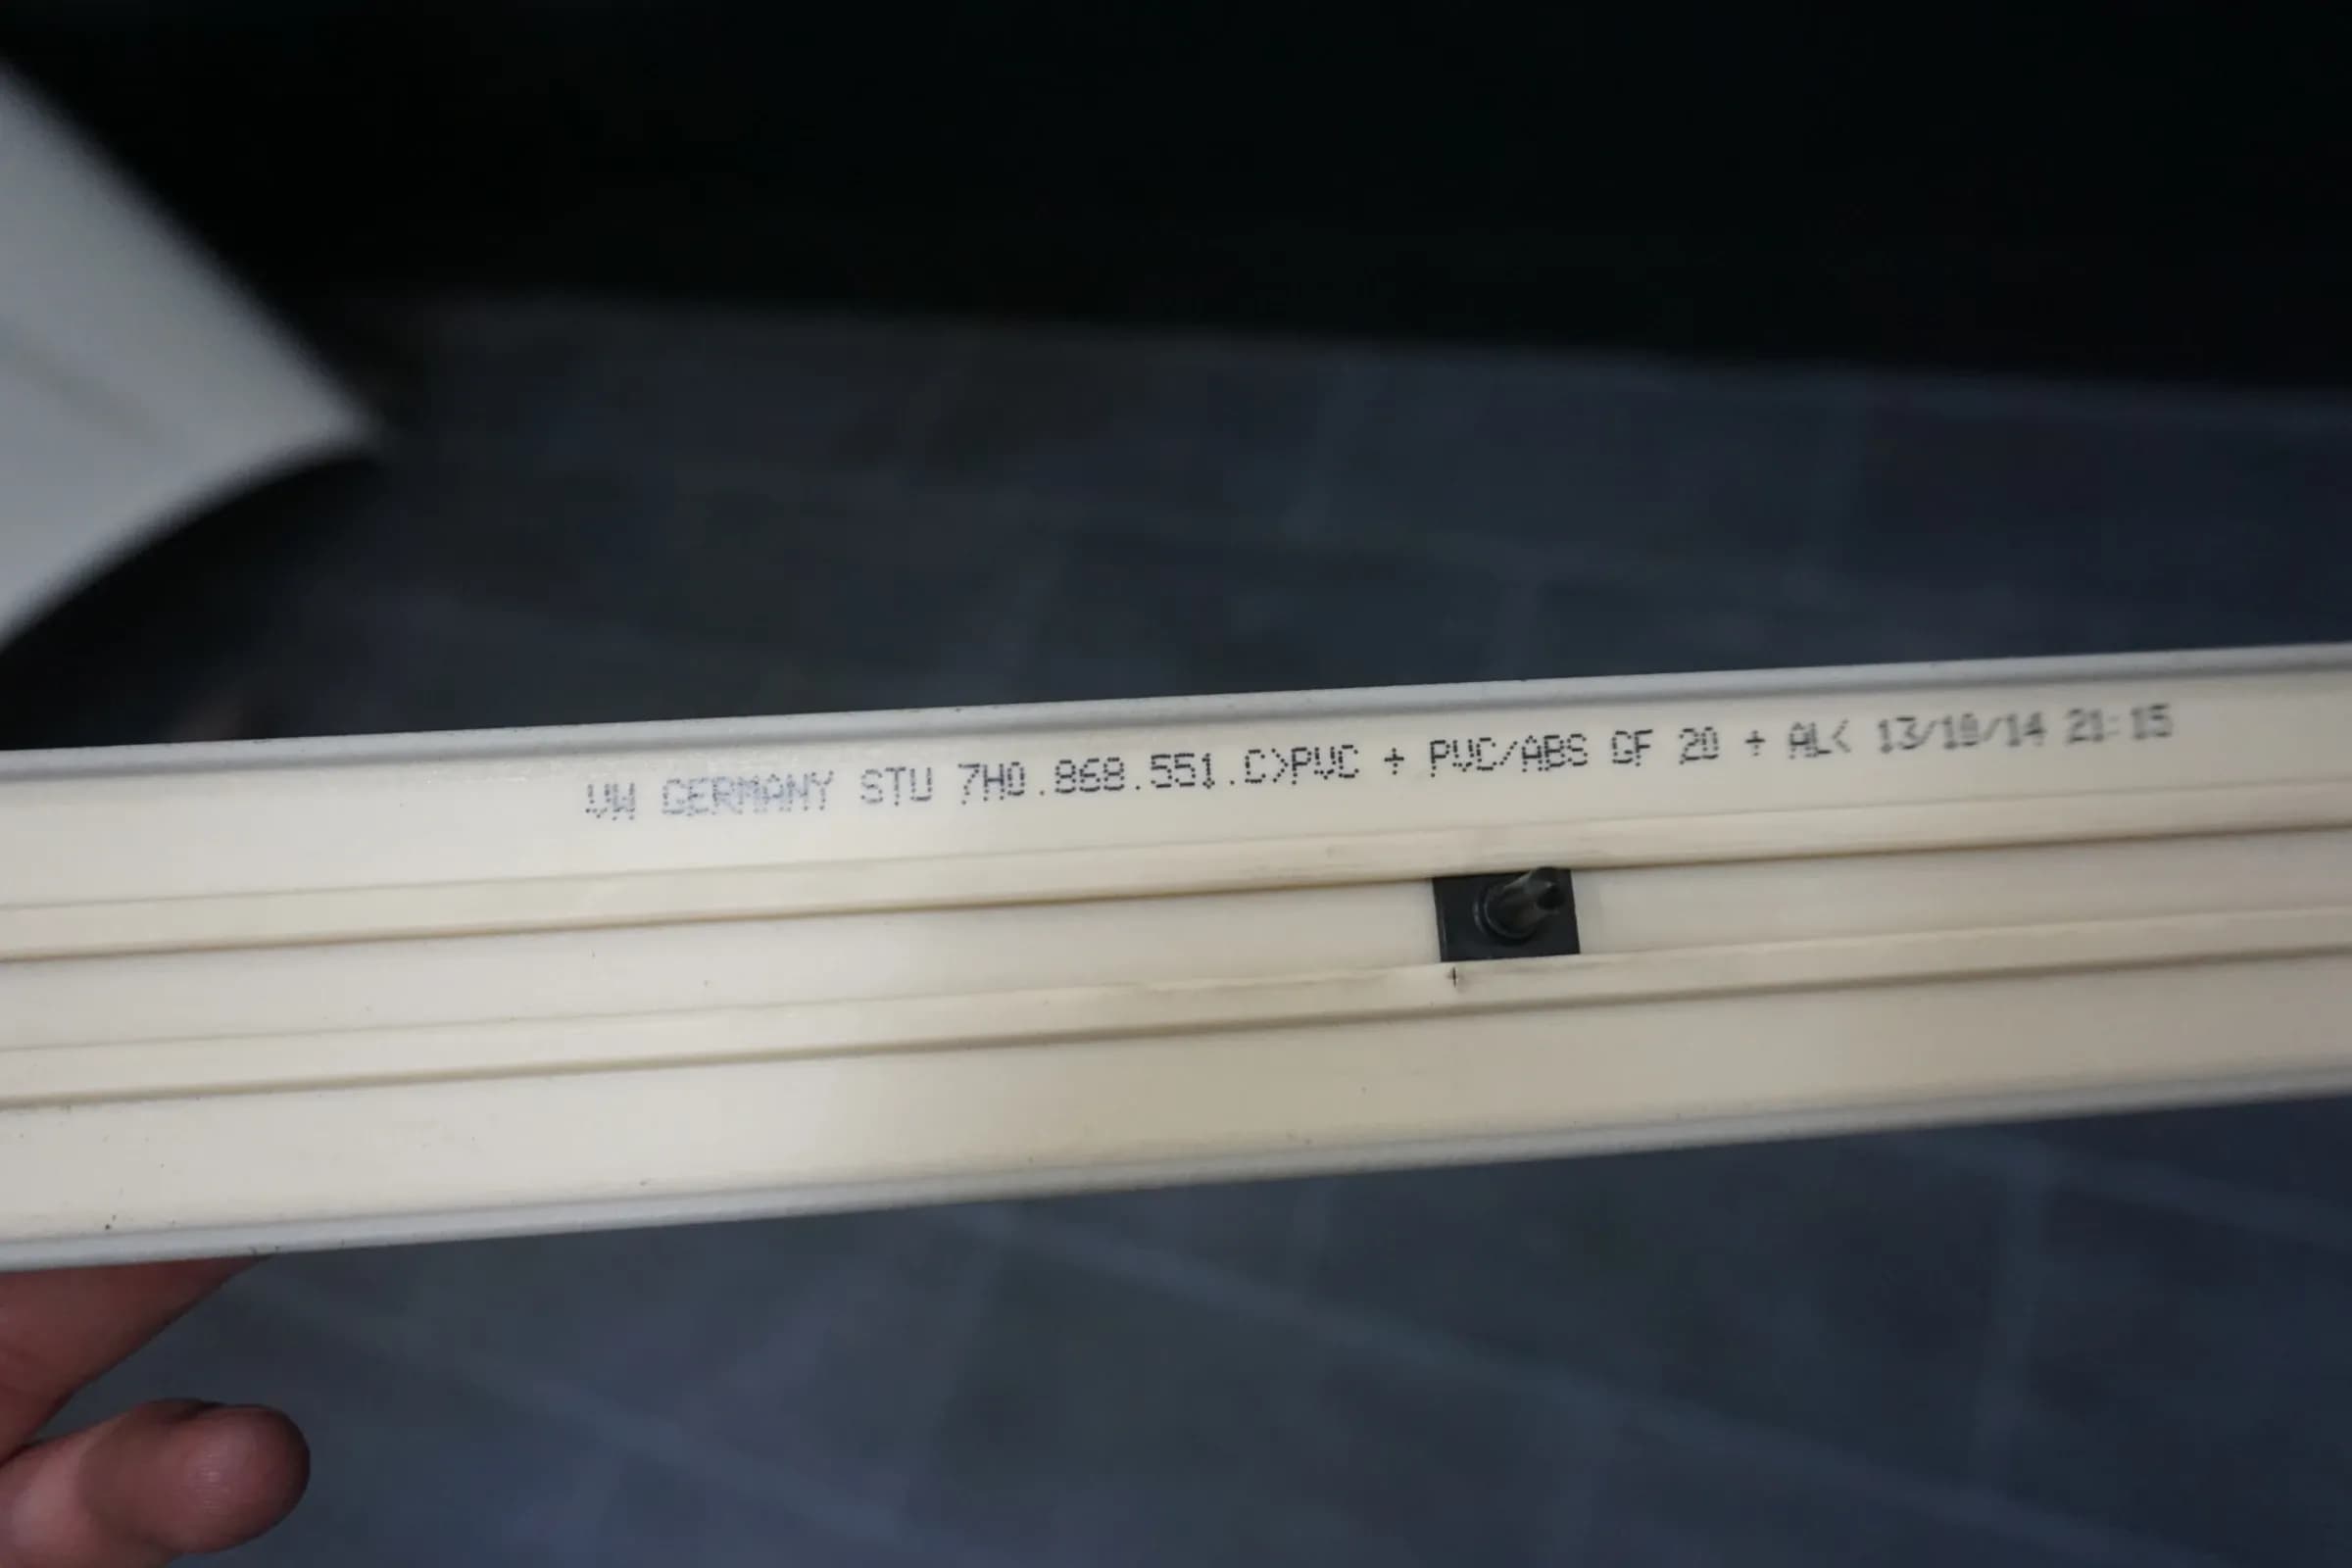 VW GERMANY STU 7H0.868.551.C>PVC + PVC/ABS GF 20 + AL< 13/10/14 21:15